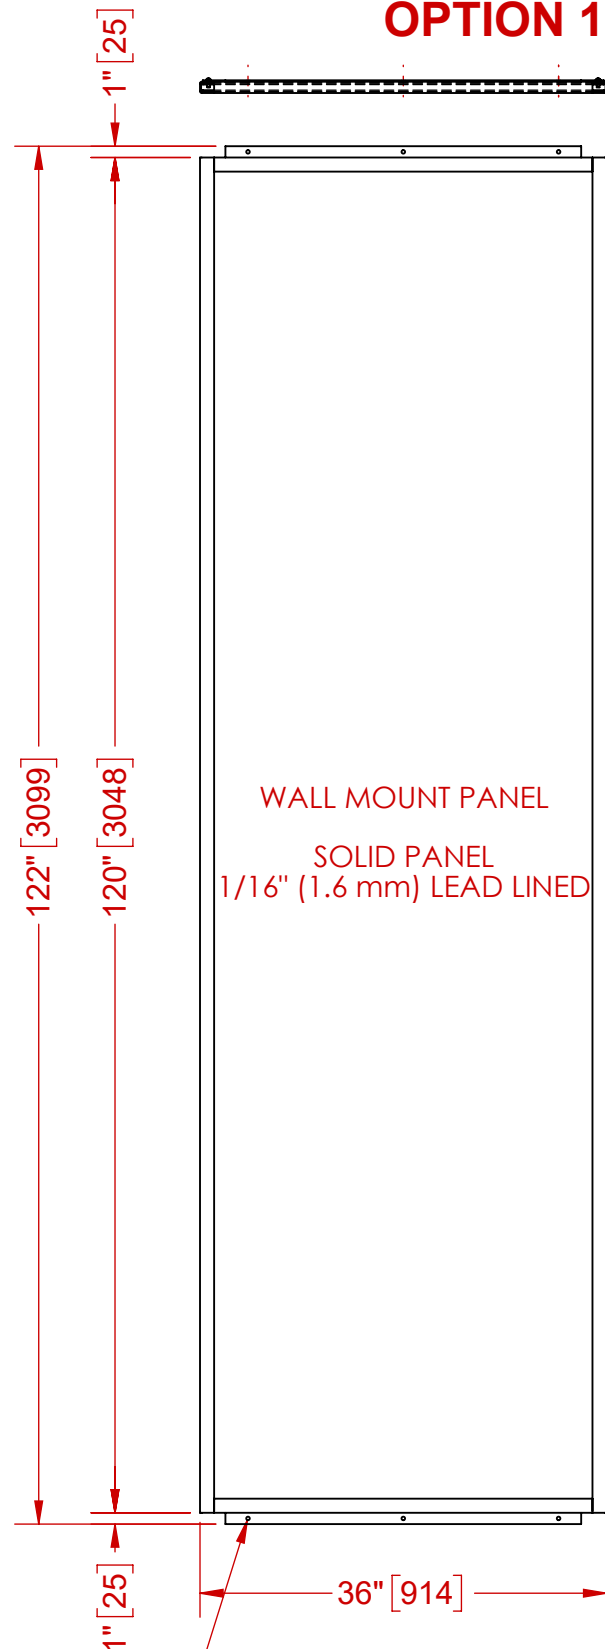 OPTION 1
1" [25]
122" [3099]
120" [3048]
WALL MOUNT PANEL
SOLID PANEL
1/16" (1.6 mm) LEAD LINED
36" [914]
1" [25]